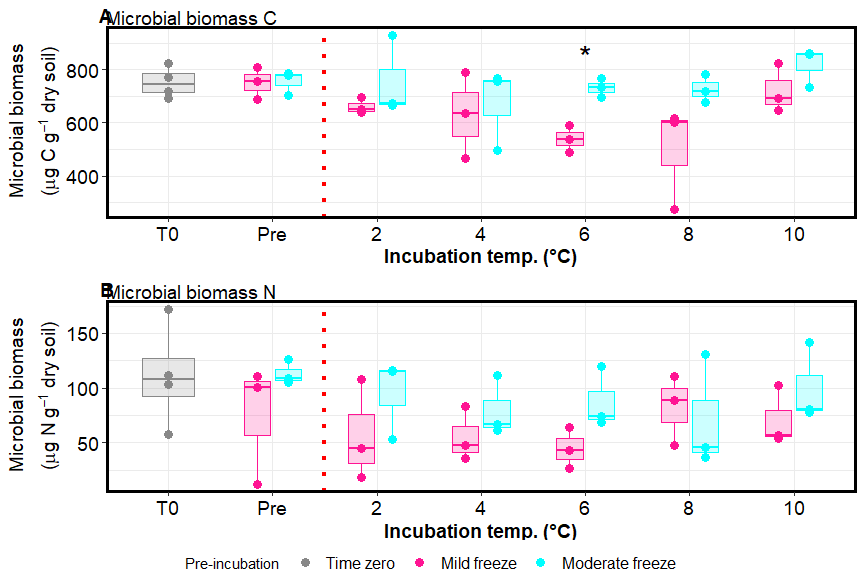 A Microbial biomass C
Microbial biomass
(µg C g⁻¹ dry soil)
800
600
400
*
T0 Pre 2 4 6 8 10
Incubation temp. (°C)
B Microbial biomass N
Microbial biomass
(µg N g⁻¹ dry soil)
150
100
50
T0 Pre 2 4 6 8 10
Incubation temp. (°C)
Pre-incubation Time zero Mild freeze Moderate freeze